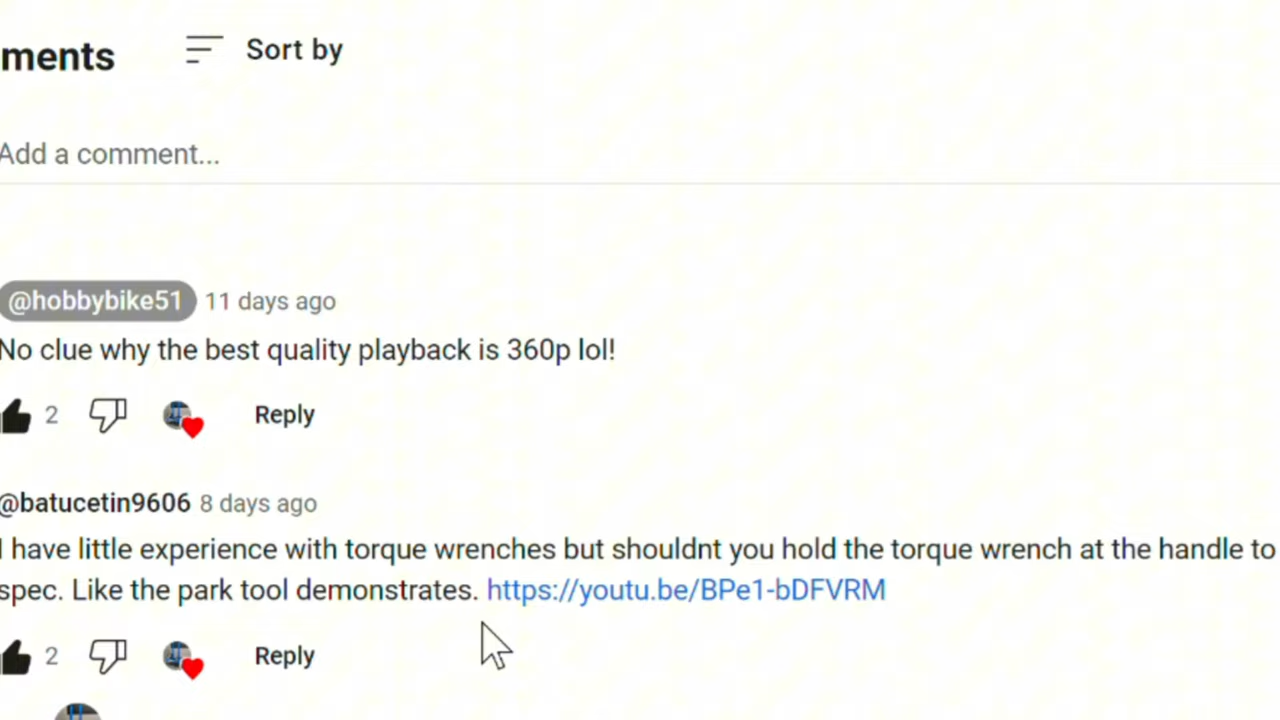 ments
Sort by
Add a comment...
@hobbybike51 11 days ago
No clue why the best quality playback is 360p lol!
2 Reply
@batucetin9606 8 days ago
I have little experience with torque wrenches but shouldnt you hold the torque wrench at the handle to
spec. Like the park tool demonstrates. https://youtu.be/BPe1-bDFVRM
2 Reply